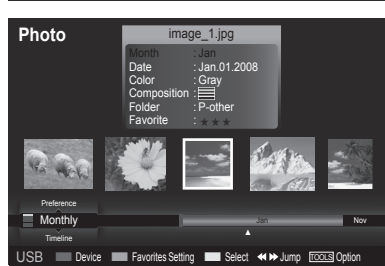 Photo
image_1.jpg
Month : Jan
Date : Jan.01.2008
Color : Gray
Composition :
Folder : P-other
Favorite : ★ ★ ★
Preference
Monthly
Jan
Nov
Timeline
USB Device Favorites Setting Select ◀◀ ▶▶ Jump TOOLS Option